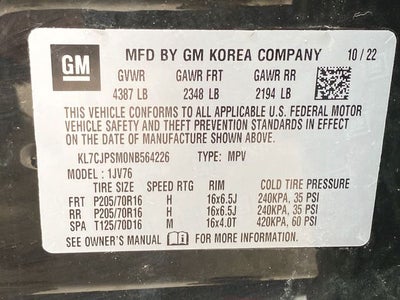 GM
MFD BY GM KOREA COMPANY 10/22
GVWR GAWR FRT GAWR RR
4387 LB 2348 LB 2194 LB
THIS VEHICLE CONFORMS TO ALL APPLICABLE U.S. FEDERAL MOTOR
VEHICLE SAFETY AND THEFT PREVENTION STANDARDS IN EFFECT
ON THE DATE OF MANUFACTURE SHOWN ABOVE.
KL7CJPSM0NB564226 TYPE: MPV
MODEL: 1JV76
TIRE SIZE SPEED RTG RIM COLD TIRE PRESSURE
FRT P205/70R16 H 16x6.5J 240KPA, 35 PSI
RR P205/70R16 H 16x6.5J 240KPA, 35 PSI
SPA T125/70D16 M 16x4.0T 420KPA, 60 PSI
SEE OWNER'S MANUAL FOR MORE INFORMATION.